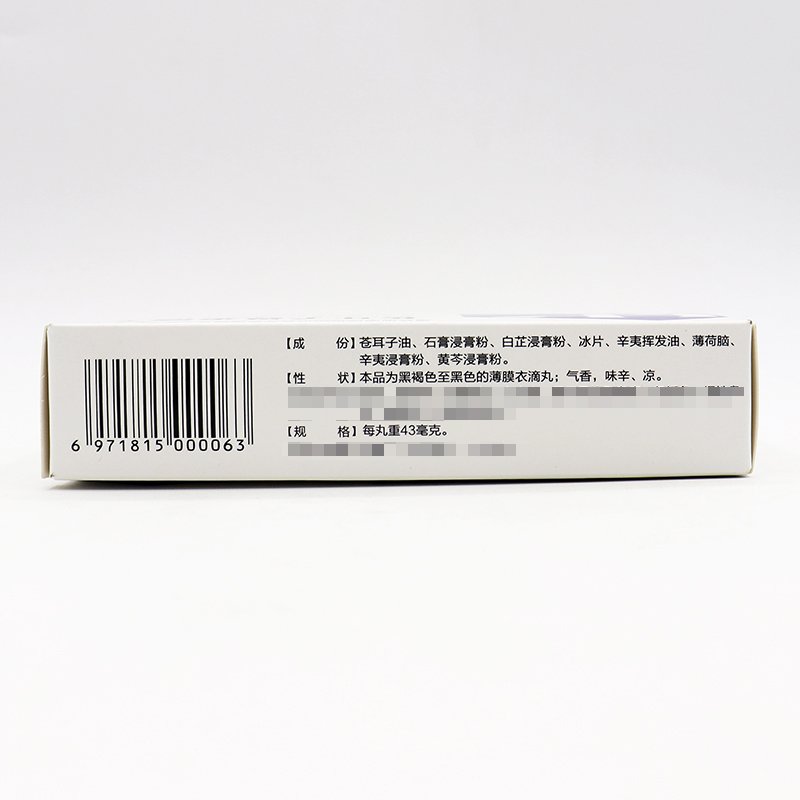 【成 份】苍耳子油、石膏浸膏粉、白芷浸膏粉、冰片、辛夷挥发油、薄荷脑、
辛夷浸膏粉、黄芩浸膏粉。
【性 状】本品为黑褐色至黑色的薄膜衣滴丸；气香，味辛、凉。
【规 格】每丸重43毫克。
6 971815 000063